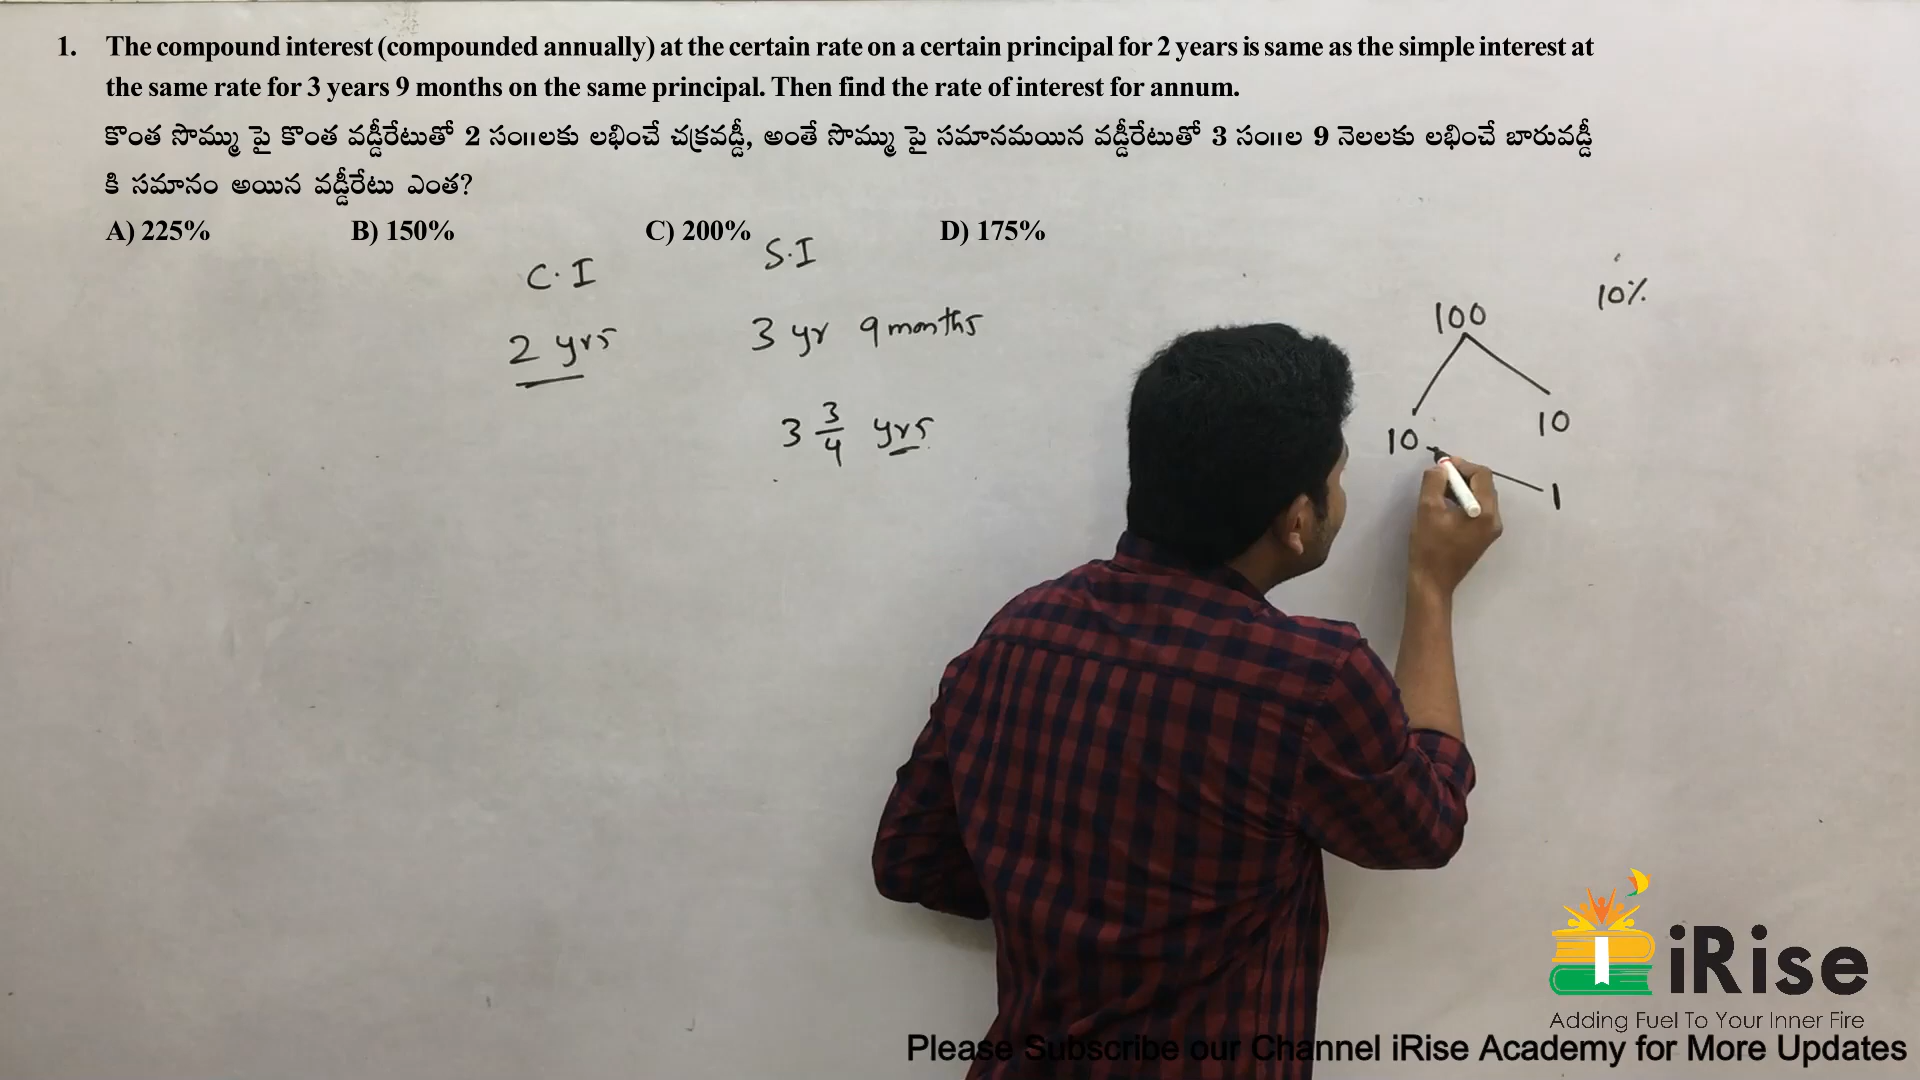 1. The compound interest (compounded annually) at the certain rate on a certain principal for 2 years is same as the simple interest at
the same rate for 3 years 9 months on the same principal. Then find the rate of interest for annum.
కొంత సొమ్ము పై కొంత వడ్డీరేటుతో 2 సం||లకు లభించే చక్రవడ్డీ, అంతే సొమ్ము పై సమానమయిన వడ్డీరేటుతో 3 సం||ల 9 నెలలకు లభించే బారువడ్డీ
కి సమానం అయిన వడ్డీరేటు ఎంత?
A) 225% B) 150% C) 200% D) 175%
C.I S.I
2 yrs 3 yr 9 months
3 3/4 yrs
10%
100
10 10
1
iRise
Adding Fuel To Your Inner Fire
Please Subscribe our Channel iRise Academy for More Updates